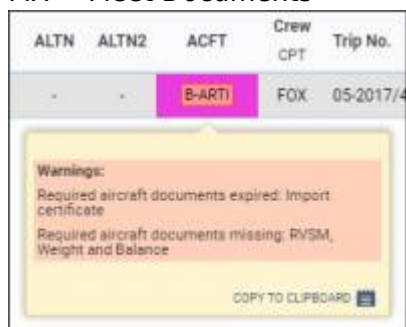 ALTN ALTN2 ACFT Crew CPT Trip No.
- - B-ARTI FOX 05-2017/4
Warnings:
Required aircraft documents expired: Import
certificate
Required aircraft documents missing: RVSM,
Weight and Balance
COPY TO CLIPBOARD